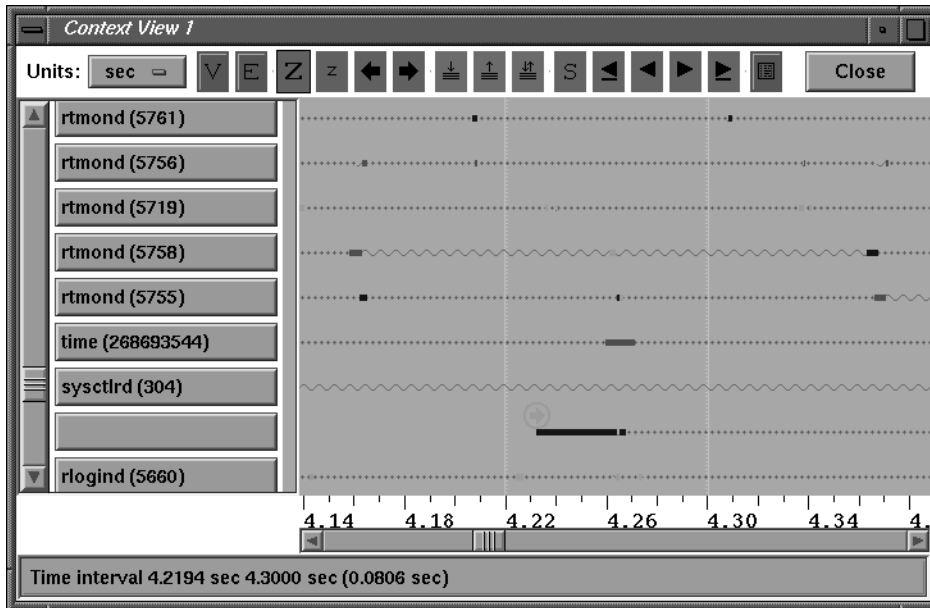 Context View 1
Units: sec V E Z z S Close
rtmond (5761)
rtmond (5756)
rtmond (5719)
rtmond (5758)
rtmond (5755)
time (268693544)
sysctlrd (304)
rlogind (5660)
4.14 4.18 4.22 4.26 4.30 4.34 4.
Time interval 4.2194 sec 4.3000 sec (0.0806 sec)